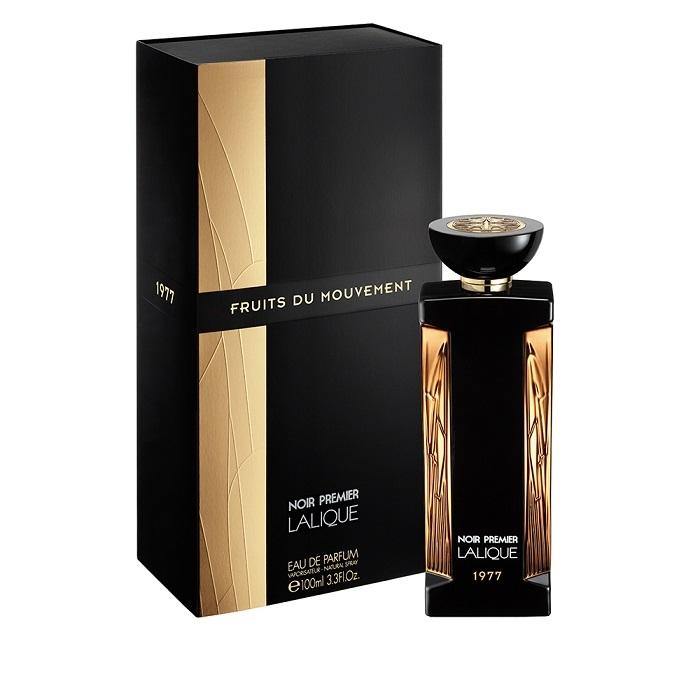 1977
FRUITS DU MOUVEMENT
NOIR PREMIER
LALIQUE
EAU DE PARFUM
VAPORISATEUR - NATURAL SPRAY
℮100ml 3.3Fl.Oz.
NOIR PREMIER
LALIQUE
1977